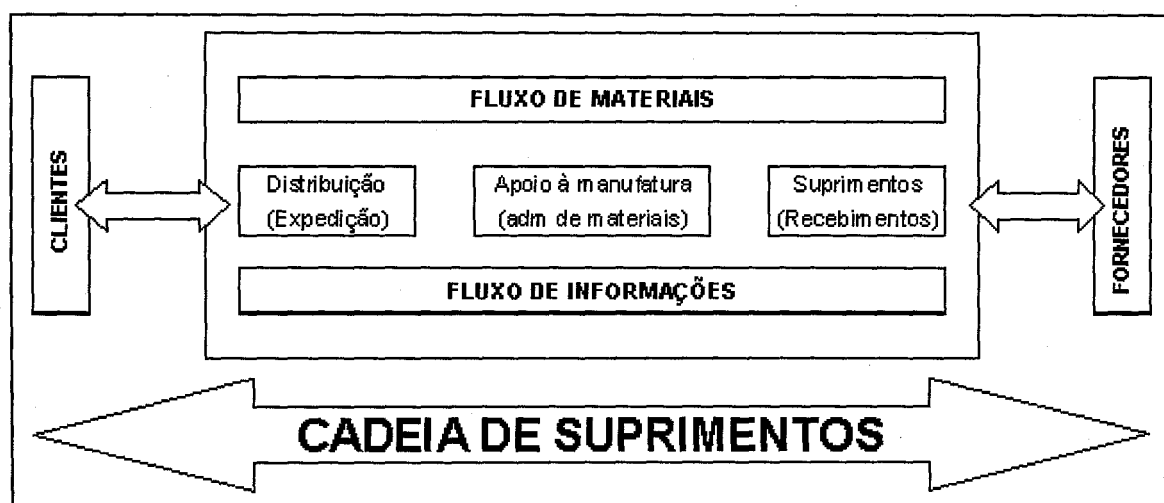 CLIENTES
FLUXO DE MATERIAIS
Distribuição
(Expedição)
Apoio à manufatura
(adm de materiais)
Suprimentos
(Recebimentos)
FLUXO DE INFORMAÇÕES
FORNECEDORES
CADEIA DE SUPRIMENTOS